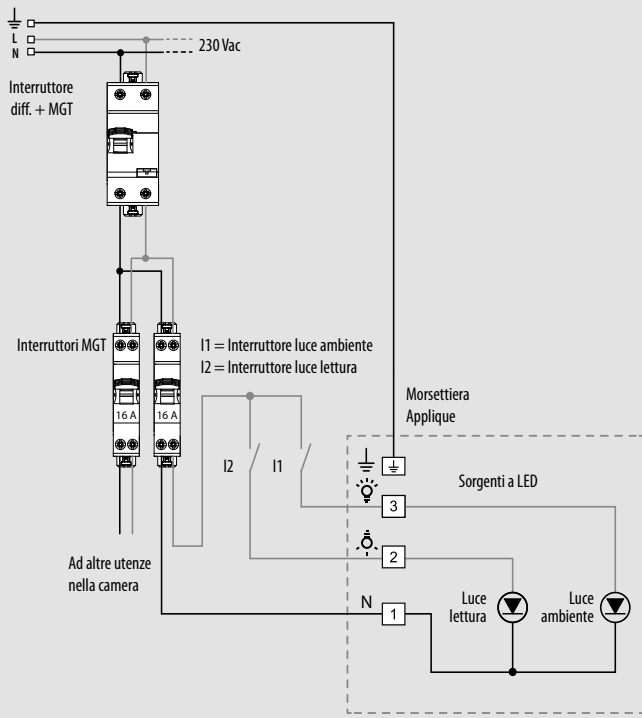 L
N
230 Vac
Interruttore
diff. + MGT
Interruttori MGT
I1 = Interruttore luce ambiente
I2 = Interruttore luce lettura
16 A
16 A
Morsettiera
Applique
I2
I1
Sorgenti a LED
3
2
Ad altre utenze
nella camera
N
1
Luce
lettura
Luce
ambiente